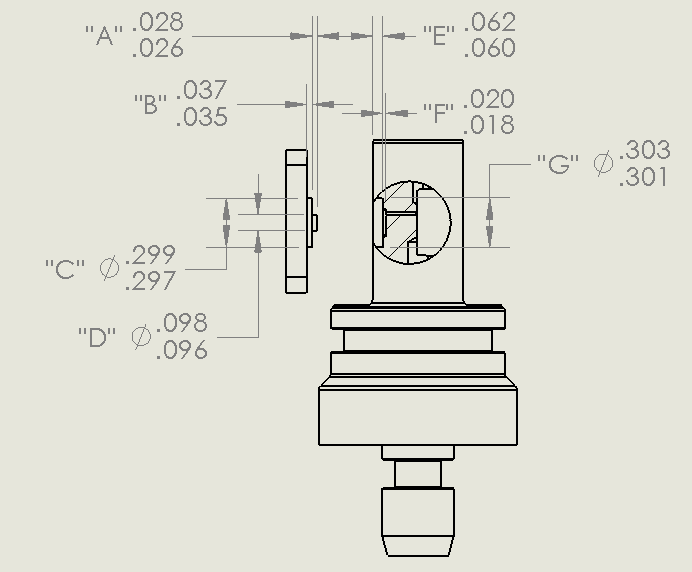 "A" .028
.026
"E" .062
.060
"B" .037
.035
"F" .020
.018
"G" ∅ .303
.301
"C" ∅ .299
.297
"D" ∅ .098
.096